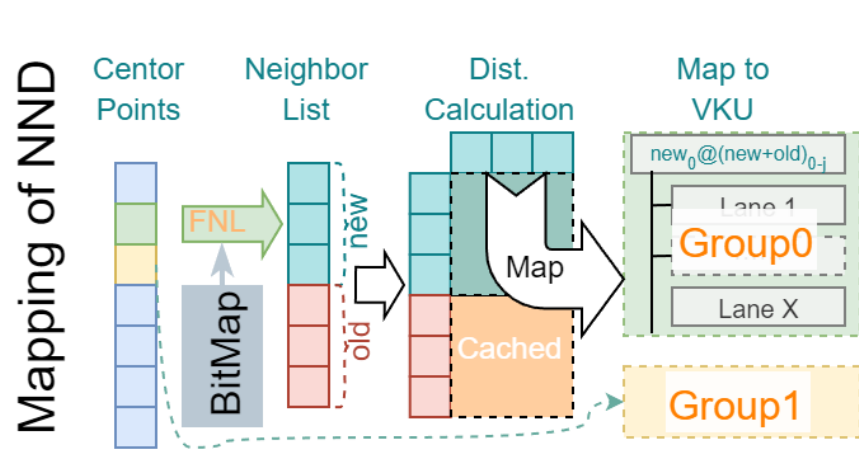 Mapping of NND
Centor
Points
Neighbor
List
Dist.
Calculation
Map to
VKU
FNL
BitMap
new
old
Map
Cached
new0@(new+old)0-j
Lane 1
Group0
Lane X
Group1